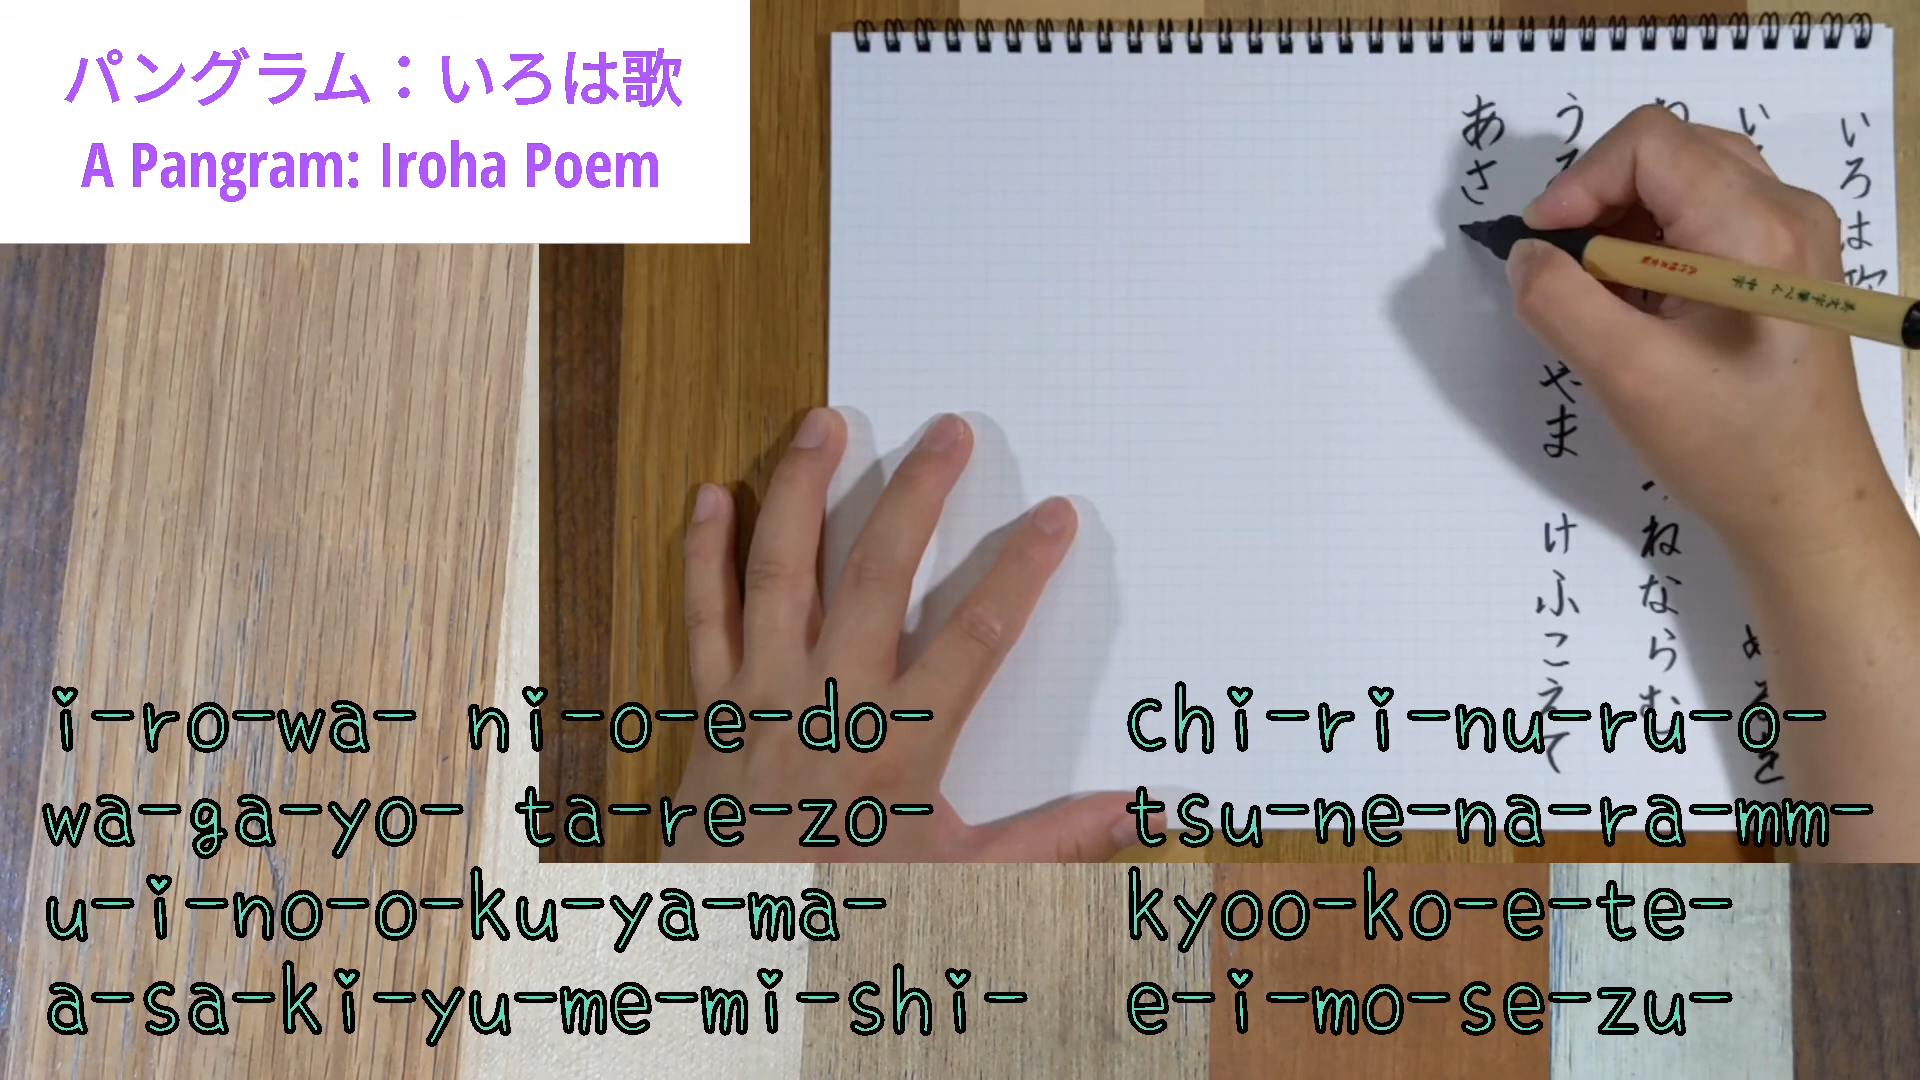 パングラム：いろは歌
A Pangram: Iroha Poem
いろは歌
い
ねならむ
う
やま けふこえて
あさ
i-ro-wa- ni-o-e-do- chi-ri-nu-ru-o-
wa-ga-yo- ta-re-zo- tsu-ne-na-ra-mm-
u-i-no-o-ku-ya-ma- kyoo-ko-e-te-
a-sa-ki-yu-me-mi-shi- e-i-mo-se-zu-